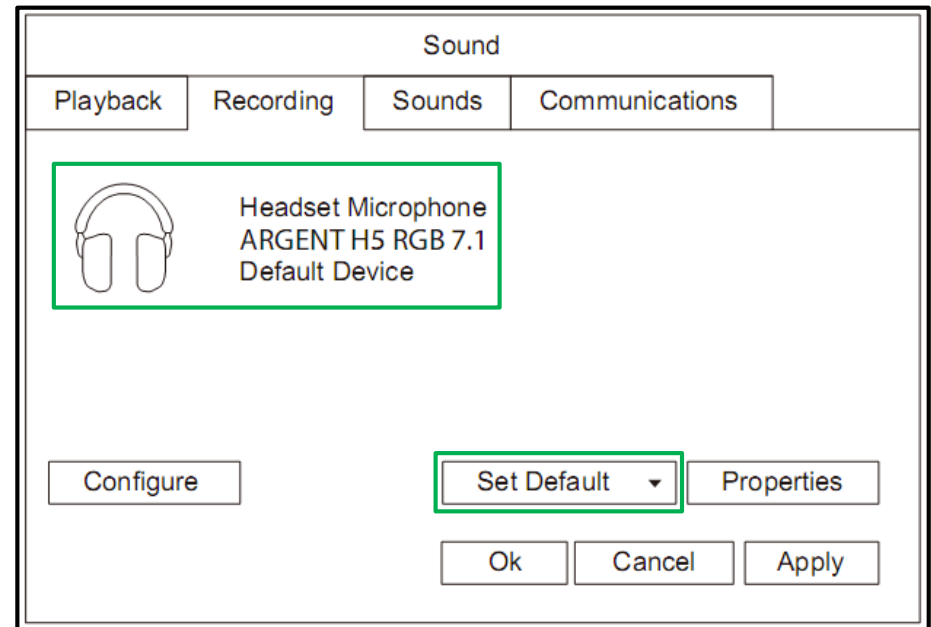 Sound
Playback Recording Sounds Communications
Headset Microphone
ARGENT H5 RGB 7.1
Default Device
Configure Set Default Properties
Ok Cancel Apply